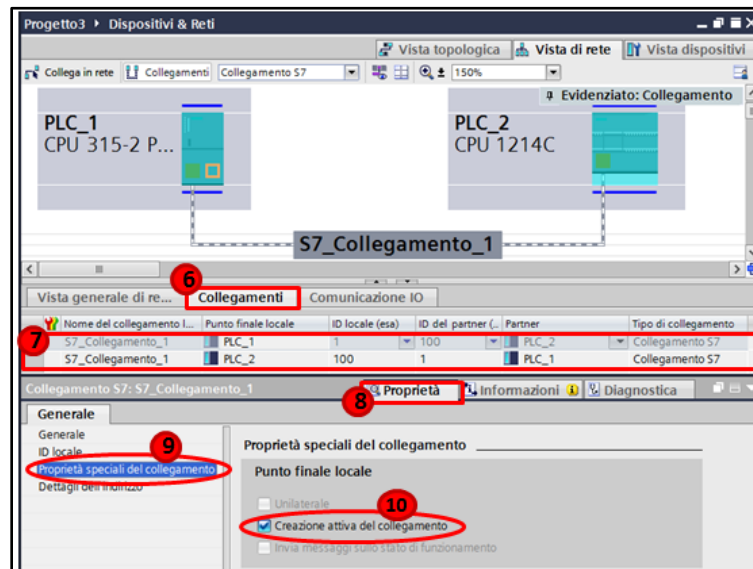 Progetto3 ▸ Dispositivi & Reti
Vista topologica Vista di rete Vista dispositivi
Collega in rete Collegamenti Collegamento S7 150%
Evidenziato: Collegamento
PLC_1 PLC_2
CPU 315-2 P... CPU 1214C
S7_Collegamento_1
6
Vista generale di re... Collegamenti Comunicazione IO
7
Nome del collegamento l... Punto finale locale ID locale (esa) ID del partner (.. Partner Tipo di collegamento
S7_Collegamento_1 PLC_1 1 100 PLC_2 Collegamento S7
S7_Collegamento_1 PLC_2 100 1 PLC_1 Collegamento S7
Collegamento S7: S7_Collegamento_1 8 Proprietà Informazioni Diagnostica
Generale
Generale
ID locale
9
Proprietà speciali del collegamento
Dettagli dell'indirizzo
Proprietà speciali del collegamento
Punto finale locale
Unilaterale
10
Creazione attiva del collegamento
Invia messaggi sullo stato di funzionamento